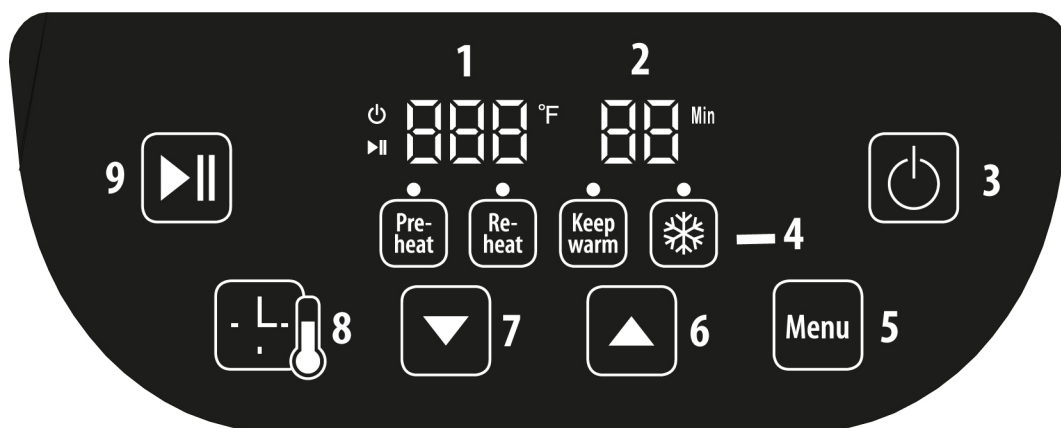 1
2
888 °F
88 Min
9
3
Pre-
heat
Re-
heat
Keep
warm
4
8
7
6
Menu
5